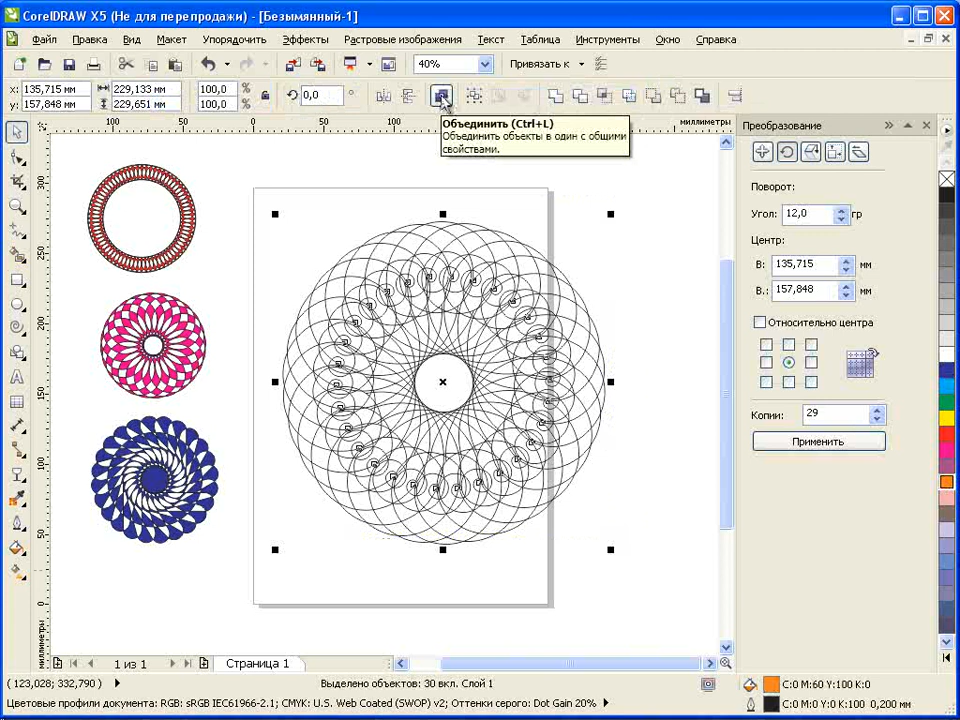 CorelDRAW X5 (Не для перепродажи) - [Безымянный-1]
Файл Правка Вид Макет Упорядочить Эффекты Растровые изображения Текст Таблица Инструменты Окно Справка
40% Привязать к
x: 135,715 мм 229,133 мм 100,0 % 0,0 °
y: 157,848 мм 229,651 мм 100,0 %
Объединить (Ctrl+L)
Объединить объекты в один с общими
свойствами.
100 50 0 50 100 миллиметры
Преобразование
300
250
200
150
100
50
0
миллиметры
Поворот:
Угол: 12,0 гр
Центр:
В: 135,715 мм
В.: 157,848 мм
Относительно центра
Копии: 29
Применить
1 из 1 Страница 1
( 123,028; 332,790 ) Выделено объектов: 30 вкл. Слой 1 C:0 M:60 Y:100 K:0
Цветовые профили документа: RGB: sRGB IEC61966-2.1; CMYK: U.S. Web Coated (SWOP) v2; Оттенки серого: Dot Gain 20% C:0 M:0 Y:0 K:100 0,200 мм